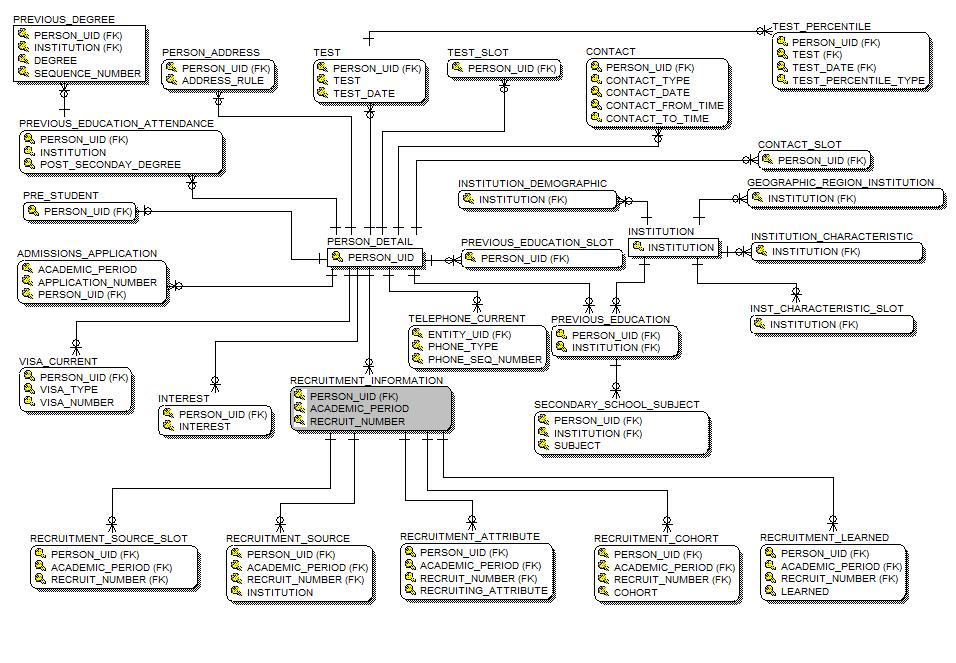 PREVIOUS_DEGREE
PERSON_UID (FK)
INSTITUTION (FK)
DEGREE
SEQUENCE_NUMBER
PERSON_ADDRESS
PERSON_UID (FK)
ADDRESS_RULE
TEST
PERSON_UID (FK)
TEST
TEST_DATE
TEST_SLOT
PERSON_UID (FK)
CONTACT
PERSON_UID (FK)
CONTACT_TYPE
CONTACT_DATE
CONTACT_FROM_TIME
CONTACT_TO_TIME
TEST_PERCENTILE
PERSON_UID (FK)
TEST (FK)
TEST_DATE (FK)
TEST_PERCENTILE_TYPE
PREVIOUS_EDUCATION_ATTENDANCE
PERSON_UID (FK)
INSTITUTION
POST_SECONDAY_DEGREE
CONTACT_SLOT
PERSON_UID (FK)
PRE_STUDENT
PERSON_UID (FK)
INSTITUTION_DEMOGRAPHIC
INSTITUTION (FK)
GEOGRAPHIC_REGION_INSTITUTION
INSTITUTION (FK)
PERSON_DETAIL
PERSON_UID
PREVIOUS_EDUCATION_SLOT
PERSON_UID (FK)
INSTITUTION
INSTITUTION
INSTITUTION_CHARACTERISTIC
INSTITUTION (FK)
ADMISSIONS_APPLICATION
ACADEMIC_PERIOD
APPLICATION_NUMBER
PERSON_UID (FK)
INST_CHARACTERISTIC_SLOT
INSTITUTION (FK)
TELEPHONE_CURRENT
ENTITY_UID (FK)
PHONE_TYPE
PHONE_SEQ_NUMBER
PREVIOUS_EDUCATION
PERSON_UID (FK)
INSTITUTION (FK)
VISA_CURRENT
PERSON_UID (FK)
VISA_TYPE
VISA_NUMBER
INTEREST
PERSON_UID (FK)
INTEREST
RECRUITMENT_INFORMATION
PERSON_UID (FK)
ACADEMIC_PERIOD
RECRUIT_NUMBER
SECONDARY_SCHOOL_SUBJECT
PERSON_UID (FK)
INSTITUTION (FK)
SUBJECT
RECRUITMENT_SOURCE_SLOT
PERSON_UID (FK)
ACADEMIC_PERIOD (FK)
RECRUIT_NUMBER (FK)
RECRUITMENT_SOURCE
PERSON_UID (FK)
ACADEMIC_PERIOD (FK)
RECRUIT_NUMBER (FK)
INSTITUTION
RECRUITMENT_ATTRIBUTE
PERSON_UID (FK)
ACADEMIC_PERIOD (FK)
RECRUIT_NUMBER (FK)
RECRUITING_ATTRIBUTE
RECRUITMENT_COHORT
PERSON_UID (FK)
ACADEMIC_PERIOD (FK)
RECRUIT_NUMBER (FK)
COHORT
RECRUITMENT_LEARNED
PERSON_UID (FK)
ACADEMIC_PERIOD (FK)
RECRUIT_NUMBER (FK)
LEARNED